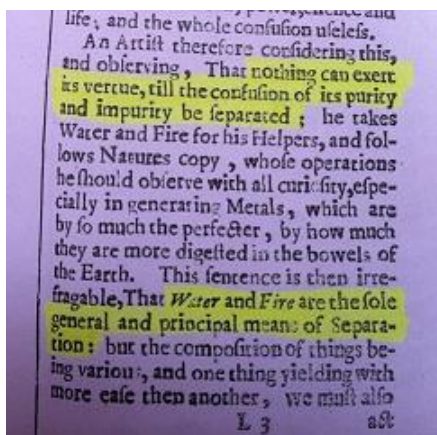 life; and the whole confusion useless.
An Artist therefore considering this,
and observing, That nothing can exert
its vertue, till the confusion of its purity
and impurity be separated; he takes
Water and Fire for his Helpers, and fol-
lows Natures copy, whose operations
he should observe with all curiosity, espe-
cially in generating Metals, which are
by so much the perfecter, by how much
they are more digested in the bowels of
the Earth. This sentence is then irre-
fragable, That Water and Fire are the sole
general and principal means of Separa-
tion: but the composition of things be-
ing various, and one thing yielding with
more ease then another, we must also
L 3 act